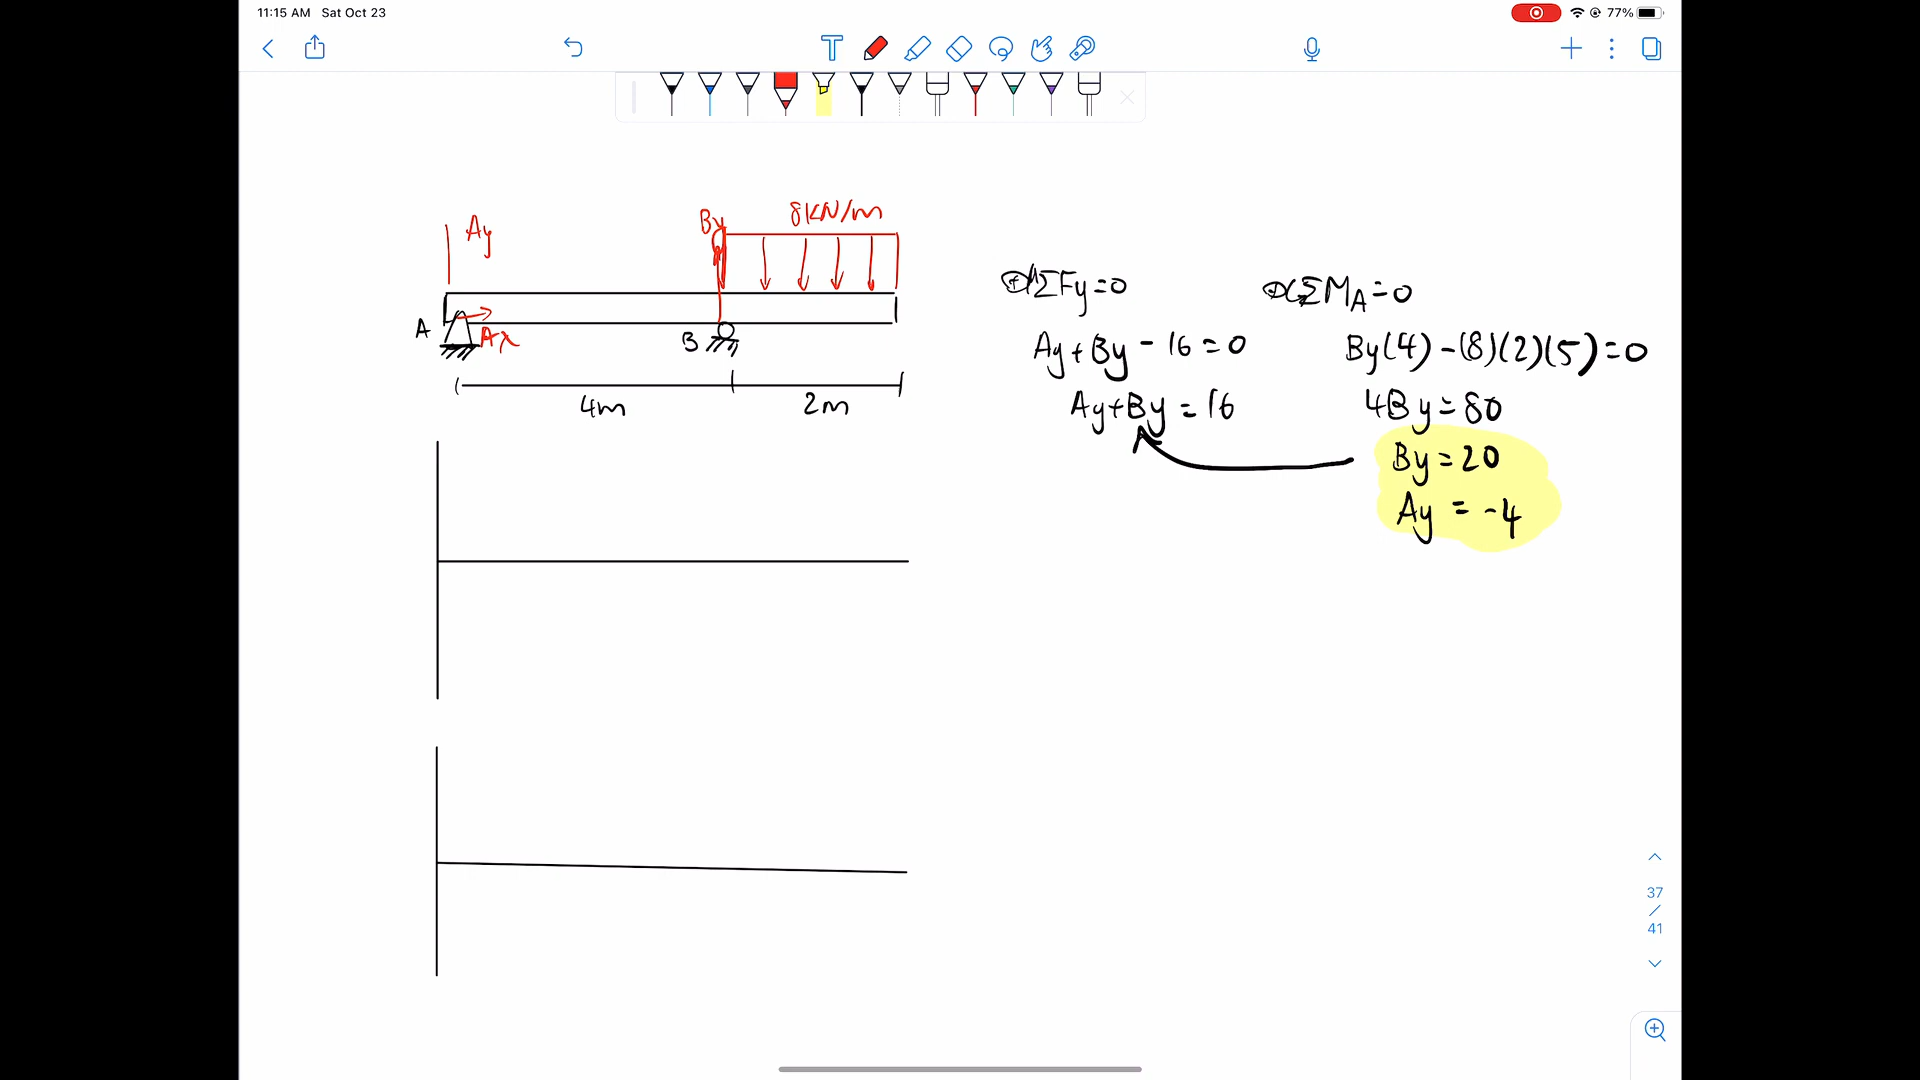 11:15 AM Sat Oct 23
77%
Ay
By
8KN/m
A
Ax
B
4m
2m
ΣFy=0
Ay+By-16=0
Ay+By=16
ΣMA=0
By(4)-(8)(2)(5)=0
4By=80
By=20
Ay=-4
37
/
41